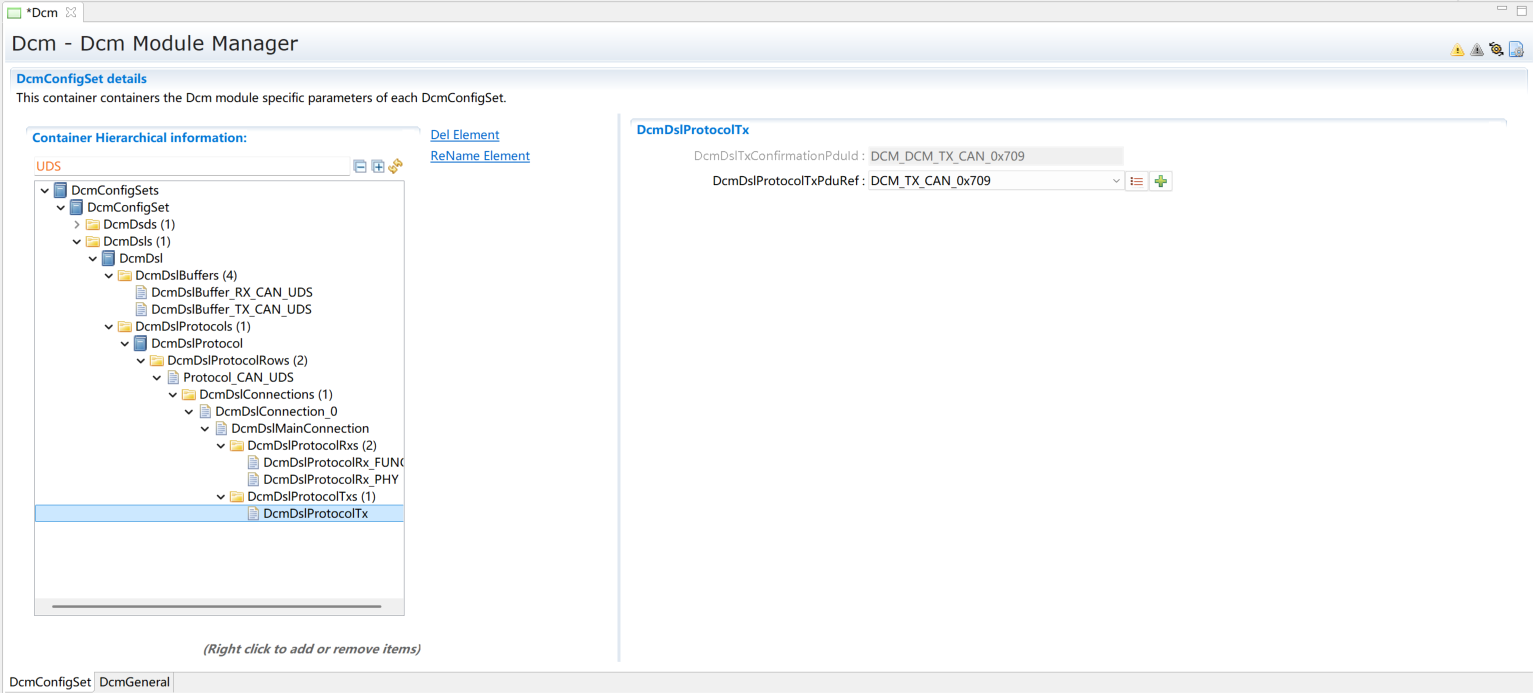 *Dcm
Dcm - Dcm Module Manager
DcmConfigSet details
This container containers the Dcm module specific parameters of each DcmConfigSet.
Container Hierarchical information:
UDS
Del Element
ReName Element
DcmConfigSets
DcmConfigSet
DcmDsds (1)
DcmDsls (1)
DcmDsl
DcmDslBuffers (4)
DcmDslBuffer_RX_CAN_UDS
DcmDslBuffer_TX_CAN_UDS
DcmDslProtocols (1)
DcmDslProtocol
DcmDslProtocolRows (2)
Protocol_CAN_UDS
DcmDslConnections (1)
DcmDslConnection_0
DcmDslMainConnection
DcmDslProtocolRxs (2)
DcmDslProtocolRx_FUNC
DcmDslProtocolRx_PHY
DcmDslProtocolTxs (1)
DcmDslProtocolTx
(Right click to add or remove items)
DcmDslProtocolTx
DcmDslTxConfirmationPduId : DCM_DCM_TX_CAN_0x709
DcmDslProtocolTxPduRef : DCM_TX_CAN_0x709
DcmConfigSet DcmGeneral